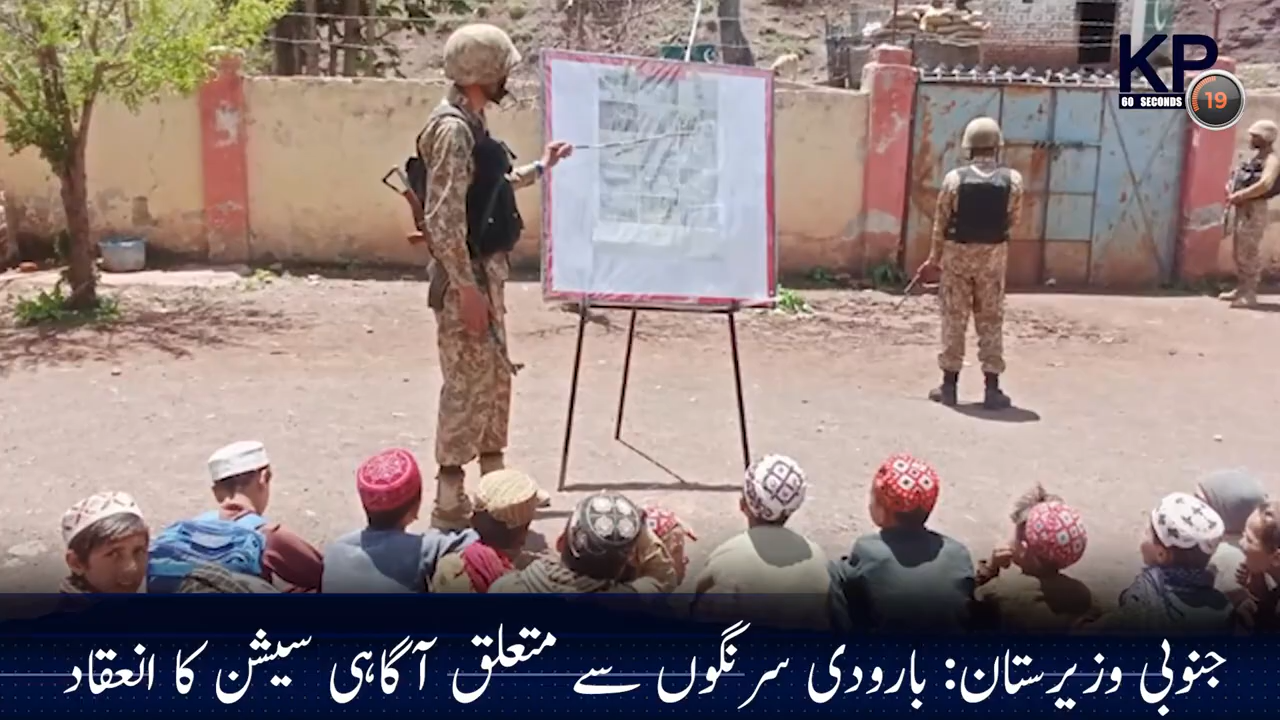 KP
60 SECONDS
19
جنوبی وزیرستان: بارودی سرنگوں سے متعلق آگاہی سیشن کا انعقاد